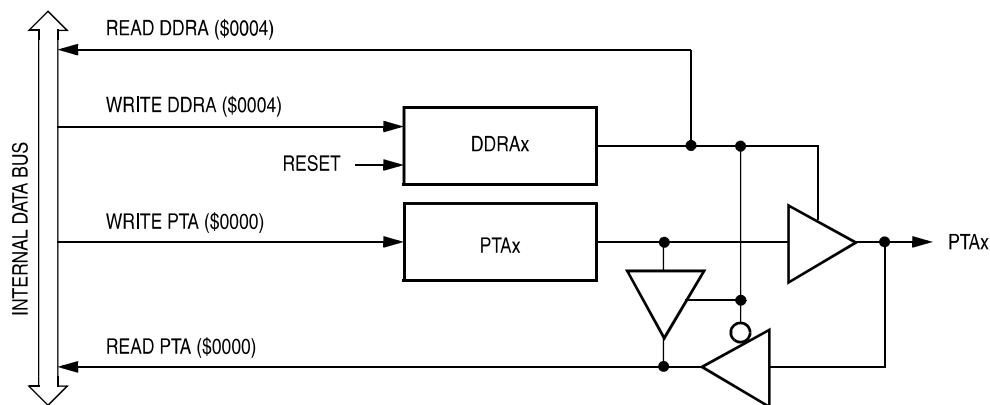 READ DDRA ($0004)
WRITE DDRA ($0004)
DDRAx
RESET
INTERNAL DATA BUS
WRITE PTA ($0000)
PTAx
PTAx
READ PTA ($0000)